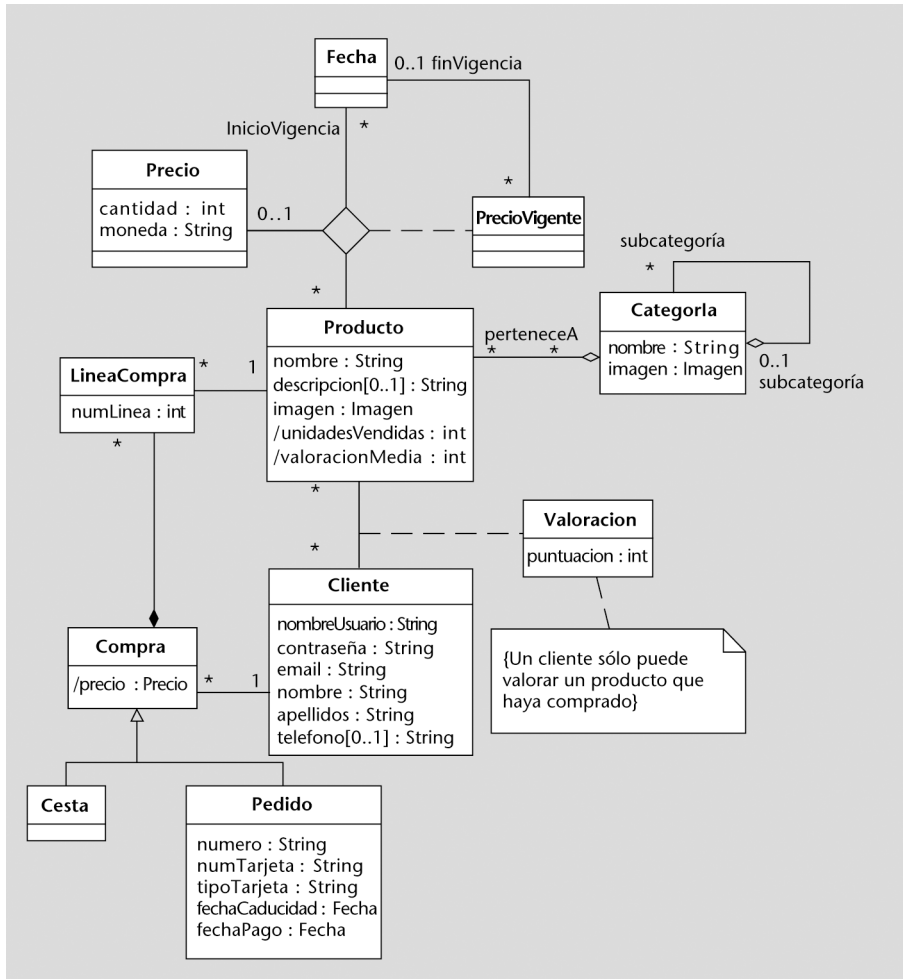 Fecha
0..1 finVigencia
InicioVigencia
*
Precio
cantidad : int
moneda : String
0..1
*
PrecioVigente
subcategoría
*
*
Producto
nombre : String
descripcion[0..1] : String
imagen : Imagen
/unidadesVendidas : int
/valoracionMedia : int
perteneceA
*
*
CategorIa
nombre : String
imagen : Imagen
0..1
subcategoría
LineaCompra
numLinea : int
*
1
*
*
*
Valoracion
puntuacion : int
Cliente
nombreUsuario : String
contraseña : String
email : String
nombre : String
apellidos : String
telefono[0..1] : String
{Un cliente sólo puede
valorar un producto que
haya comprado}
Compra
/precio : Precio
*
1
Cesta
Pedido
numero : String
numTarjeta : String
tipoTarjeta : String
fechaCaducidad : Fecha
fechaPago : Fecha